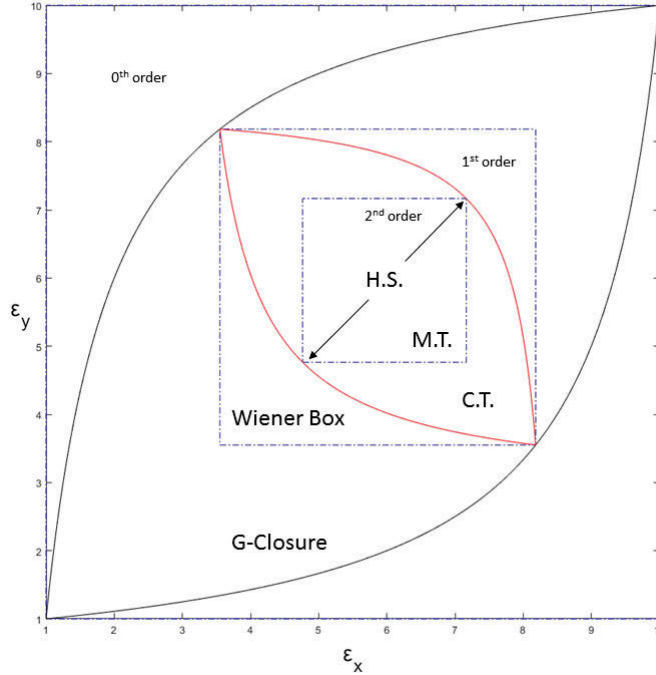 10
9
8
7
6
5
4
3
2
1
0th order
1st order
2nd order
H.S.
M.T.
C.T.
Wiener Box
G-Closure
εy
1 2 3 4 5 6 7 8 9
εx